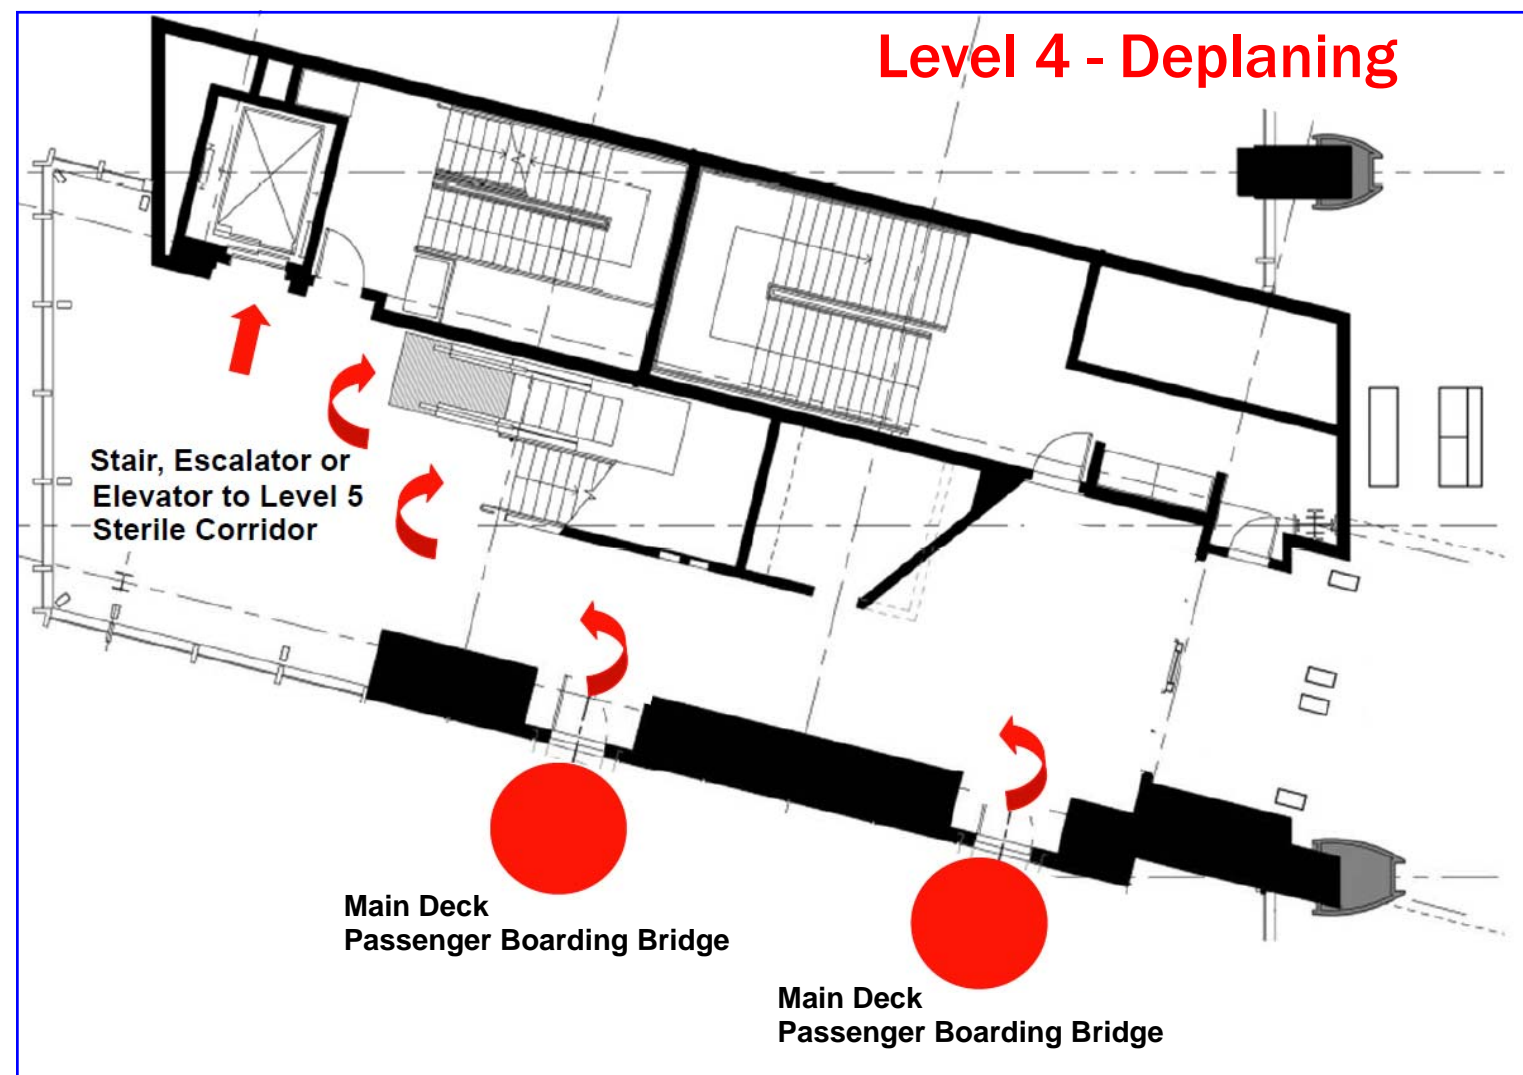 Level 4 - Deplaning
Stair, Escalator or
Elevator to Level 5
Sterile Corridor
Main Deck
Passenger Boarding Bridge
Main Deck
Passenger Boarding Bridge